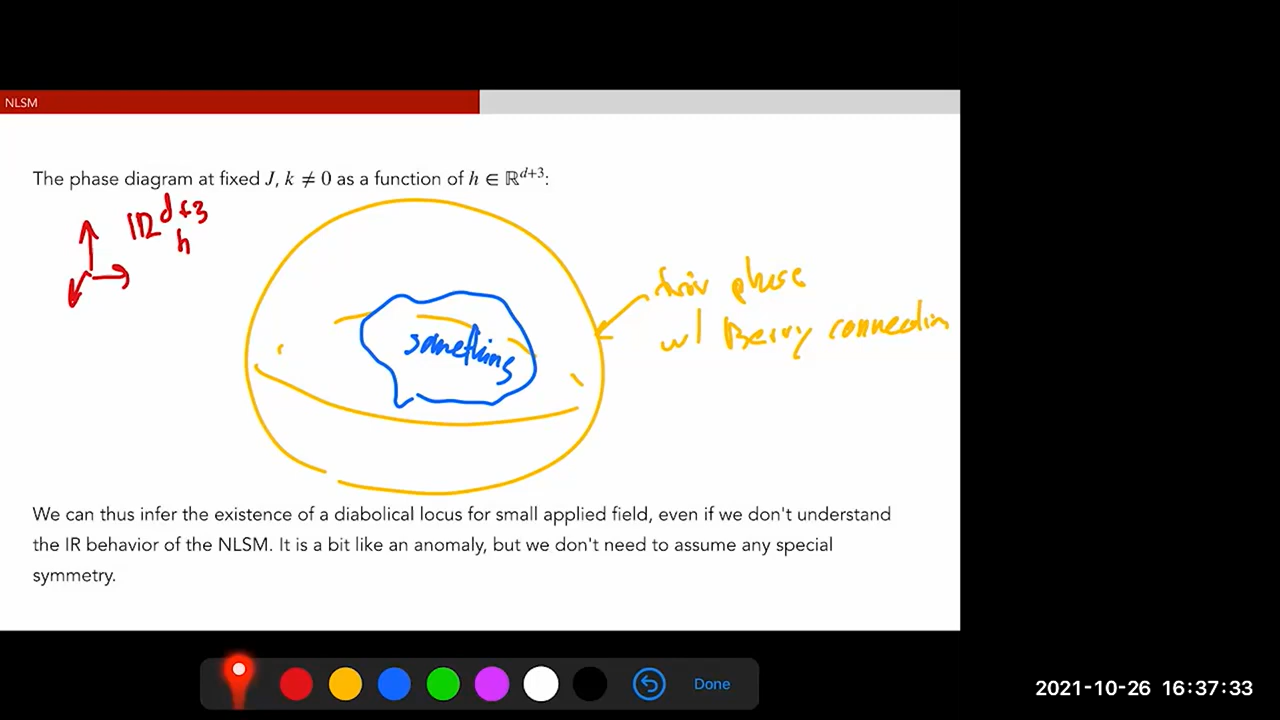 NLSM
The phase diagram at fixed J, k ≠ 0 as a function of h ∈ ℝ^{d+3}:
ℝ^{d+3}
h
phase
w/ Berry connection
something
We can thus infer the existence of a diabolical locus for small applied field, even if we don't understand
the IR behavior of the NLSM. It is a bit like an anomaly, but we don't need to assume any special
symmetry.
Done
2021-10-26 16:37:33